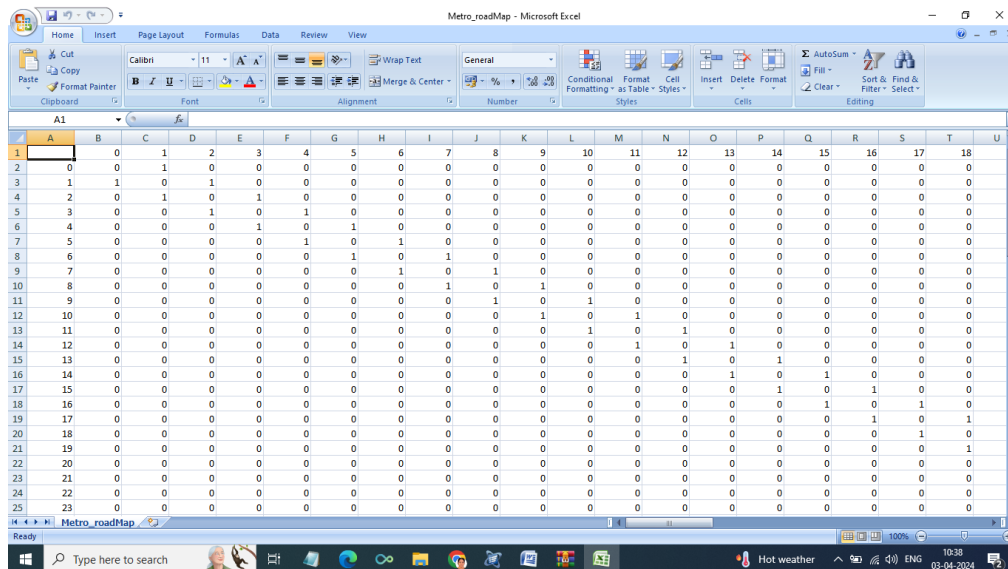 Metro_roadMap - Microsoft Excel
Home Insert Page Layout Formulas Data Review View
Cut
Copy
Format Painter
Paste
Clipboard
Calibri 11 A A
B I U A
Font
Wrap Text
Merge & Center
Alignment
General
% , .0 .00 .00 .0
Number
Conditional Formatting Format as Table Cell Styles
Styles
Insert Delete Format
Cells
Σ AutoSum
Fill
Clear
Sort & Filter Find & Select
Editing
A1 fx
A B C D E F G H I J K L M N O P Q R S T U
1 0 1 2 3 4 5 6 7 8 9 10 11 12 13 14 15 16 17 18
2 0 0 1 0 0 0 0 0 0 0 0 0 0 0 0 0 0 0 0 0
3 1 1 0 1 0 0 0 0 0 0 0 0 0 0 0 0 0 0 0 0
4 2 0 1 0 1 0 0 0 0 0 0 0 0 0 0 0 0 0 0 0
5 3 0 0 1 0 1 0 0 0 0 0 0 0 0 0 0 0 0 0 0
6 4 0 0 0 1 0 1 0 0 0 0 0 0 0 0 0 0 0 0 0
7 5 0 0 0 0 1 0 1 0 0 0 0 0 0 0 0 0 0 0 0
8 6 0 0 0 0 0 1 0 1 0 0 0 0 0 0 0 0 0 0 0
9 7 0 0 0 0 0 0 1 0 1 0 0 0 0 0 0 0 0 0 0
10 8 0 0 0 0 0 0 0 1 0 1 0 0 0 0 0 0 0 0 0
11 9 0 0 0 0 0 0 0 0 1 0 1 0 0 0 0 0 0 0 0
12 10 0 0 0 0 0 0 0 0 0 1 0 1 0 0 0 0 0 0 0
13 11 0 0 0 0 0 0 0 0 0 0 1 0 1 0 0 0 0 0 0
14 12 0 0 0 0 0 0 0 0 0 0 0 1 0 1 0 0 0 0 0
15 13 0 0 0 0 0 0 0 0 0 0 0 0 1 0 1 0 0 0 0
16 14 0 0 0 0 0 0 0 0 0 0 0 0 0 1 0 1 0 0 0
17 15 0 0 0 0 0 0 0 0 0 0 0 0 0 0 1 0 1 0 0
18 16 0 0 0 0 0 0 0 0 0 0 0 0 0 0 0 1 0 1 0
19 17 0 0 0 0 0 0 0 0 0 0 0 0 0 0 0 0 1 0 1
20 18 0 0 0 0 0 0 0 0 0 0 0 0 0 0 0 0 0 1 0
21 19 0 0 0 0 0 0 0 0 0 0 0 0 0 0 0 0 0 0 1
22 20 0 0 0 0 0 0 0 0 0 0 0 0 0 0 0 0 0 0 0
23 21 0 0 0 0 0 0 0 0 0 0 0 0 0 0 0 0 0 0 0
24 22 0 0 0 0 0 0 0 0 0 0 0 0 0 0 0 0 0 0 0
25 23 0 0 0 0 0 0 0 0 0 0 0 0 0 0 0 0 0 0 0
Metro_roadMap
Ready 100%
Type here to search Hot weather ENG 10:38
03-04-2024